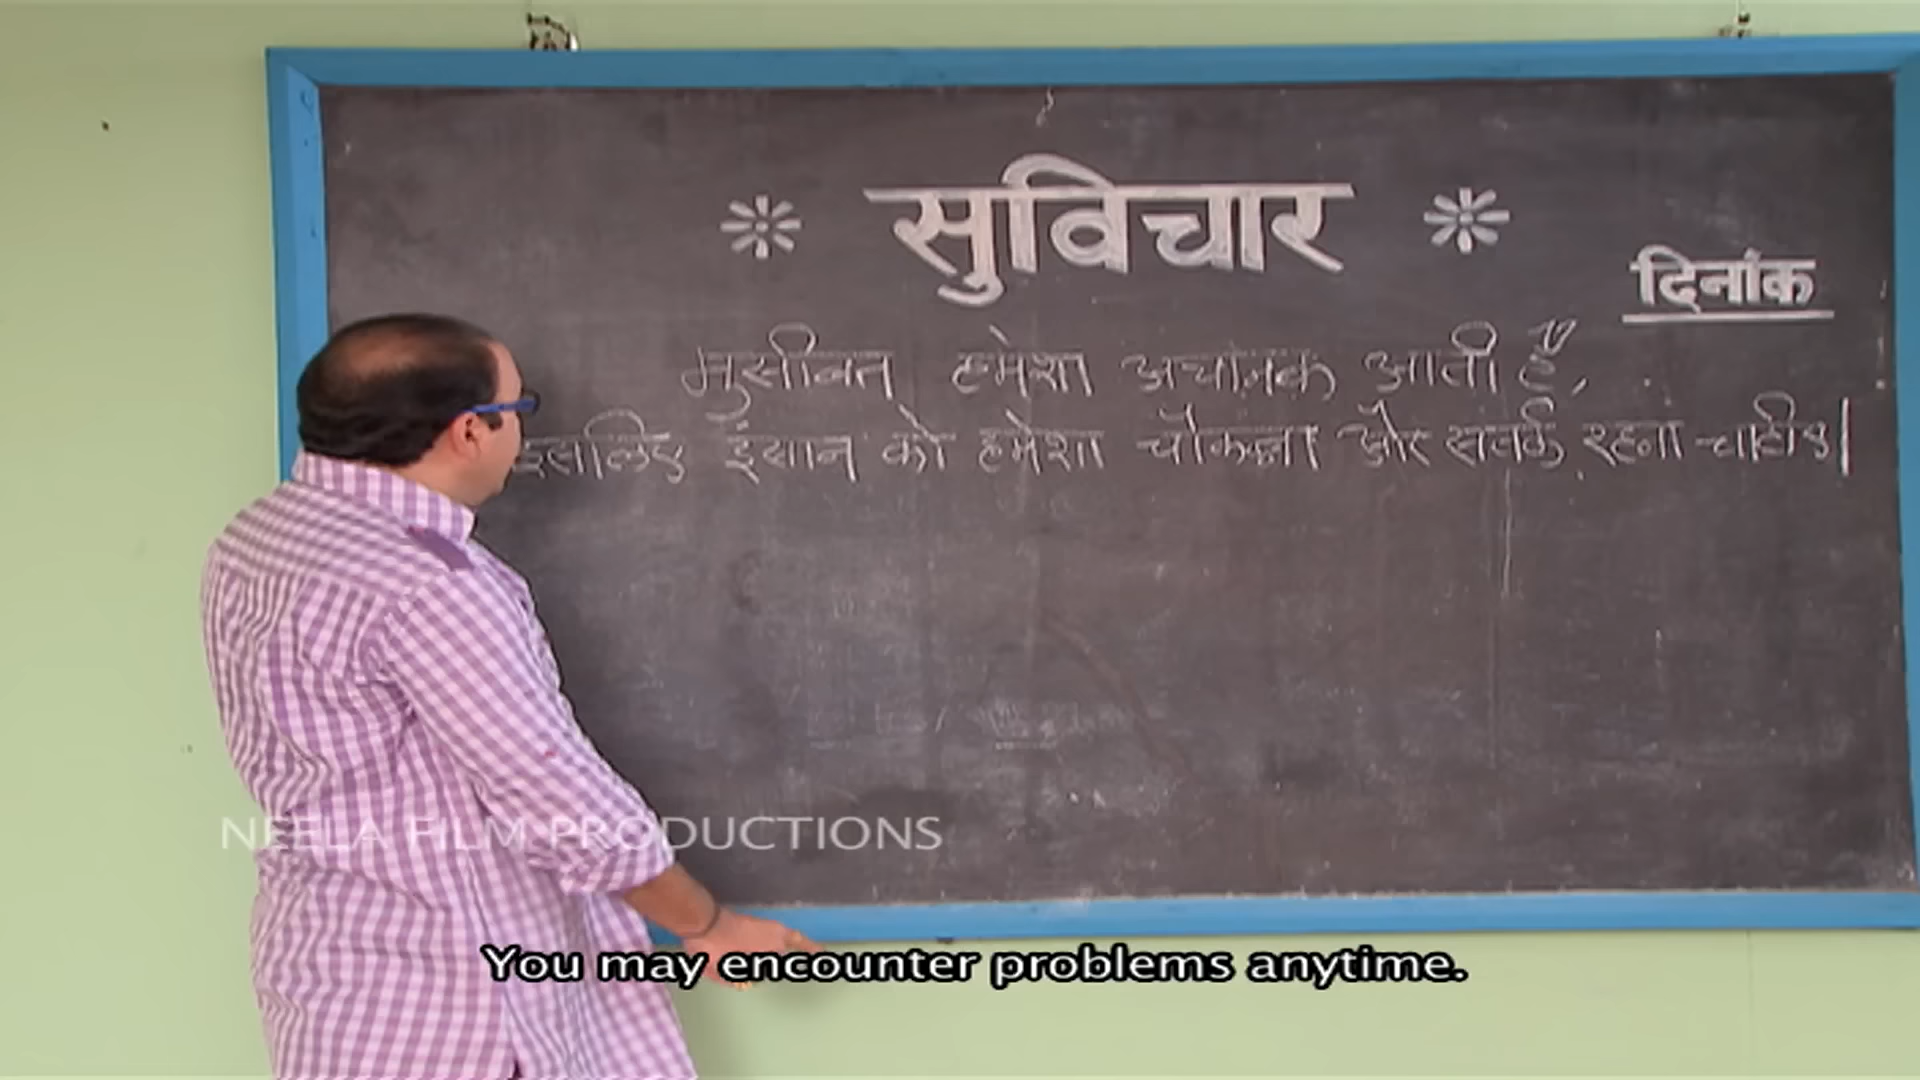 सुविचार
दिनांक
मुसीबत हमेशा अचानक आती हैं,
इसलिए इंसान को हमेशा चौकन्ना और सतर्क रहना चाहीए।
NEELA FILM PRODUCTIONS
You may encounter problems anytime.